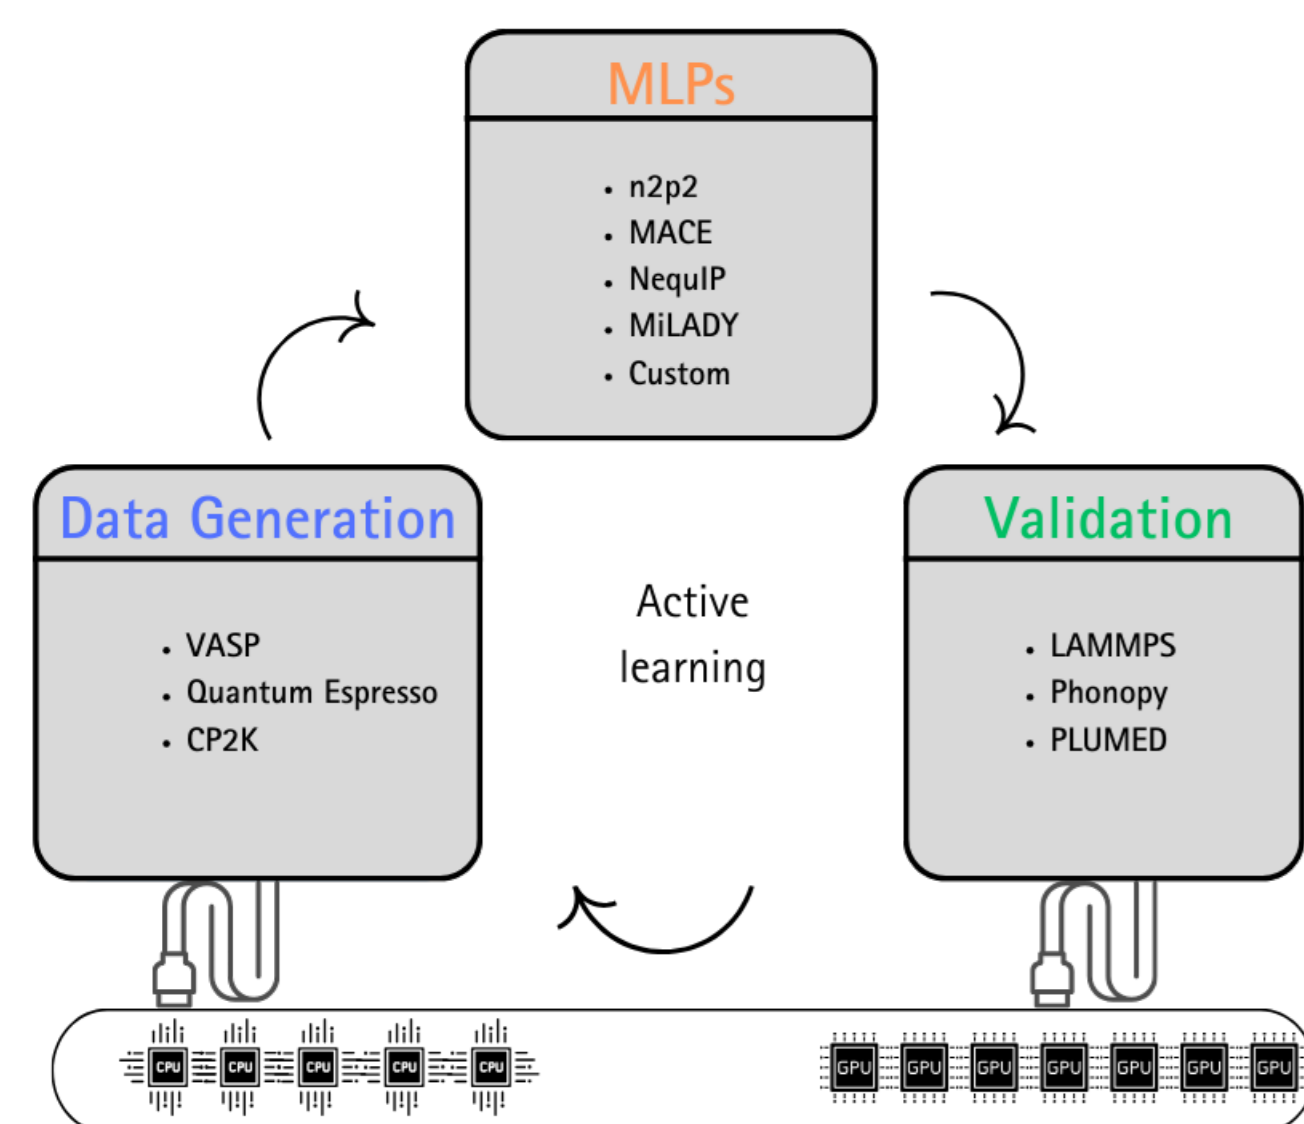 MLPs
• n2p2
• MACE
• NequIP
• MiLADY
• Custom
Data Generation
• VASP
• Quantum Espresso
• CP2K
Active
learning
Validation
• LAMMPS
• Phonopy
• PLUMED
CPU CPU CPU CPU CPU
GPU GPU GPU GPU GPU GPU GPU